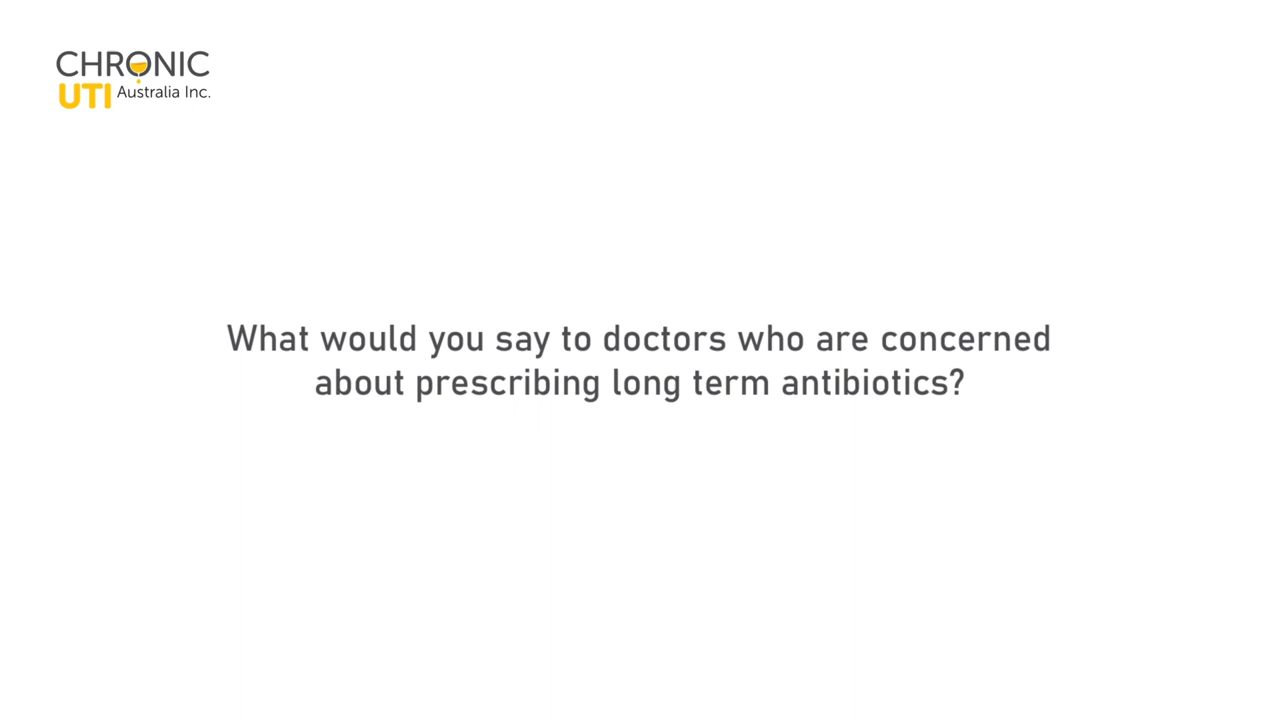 CHRONIC
UTI Australia Inc.
What would you say to doctors who are concerned
about prescribing long term antibiotics?